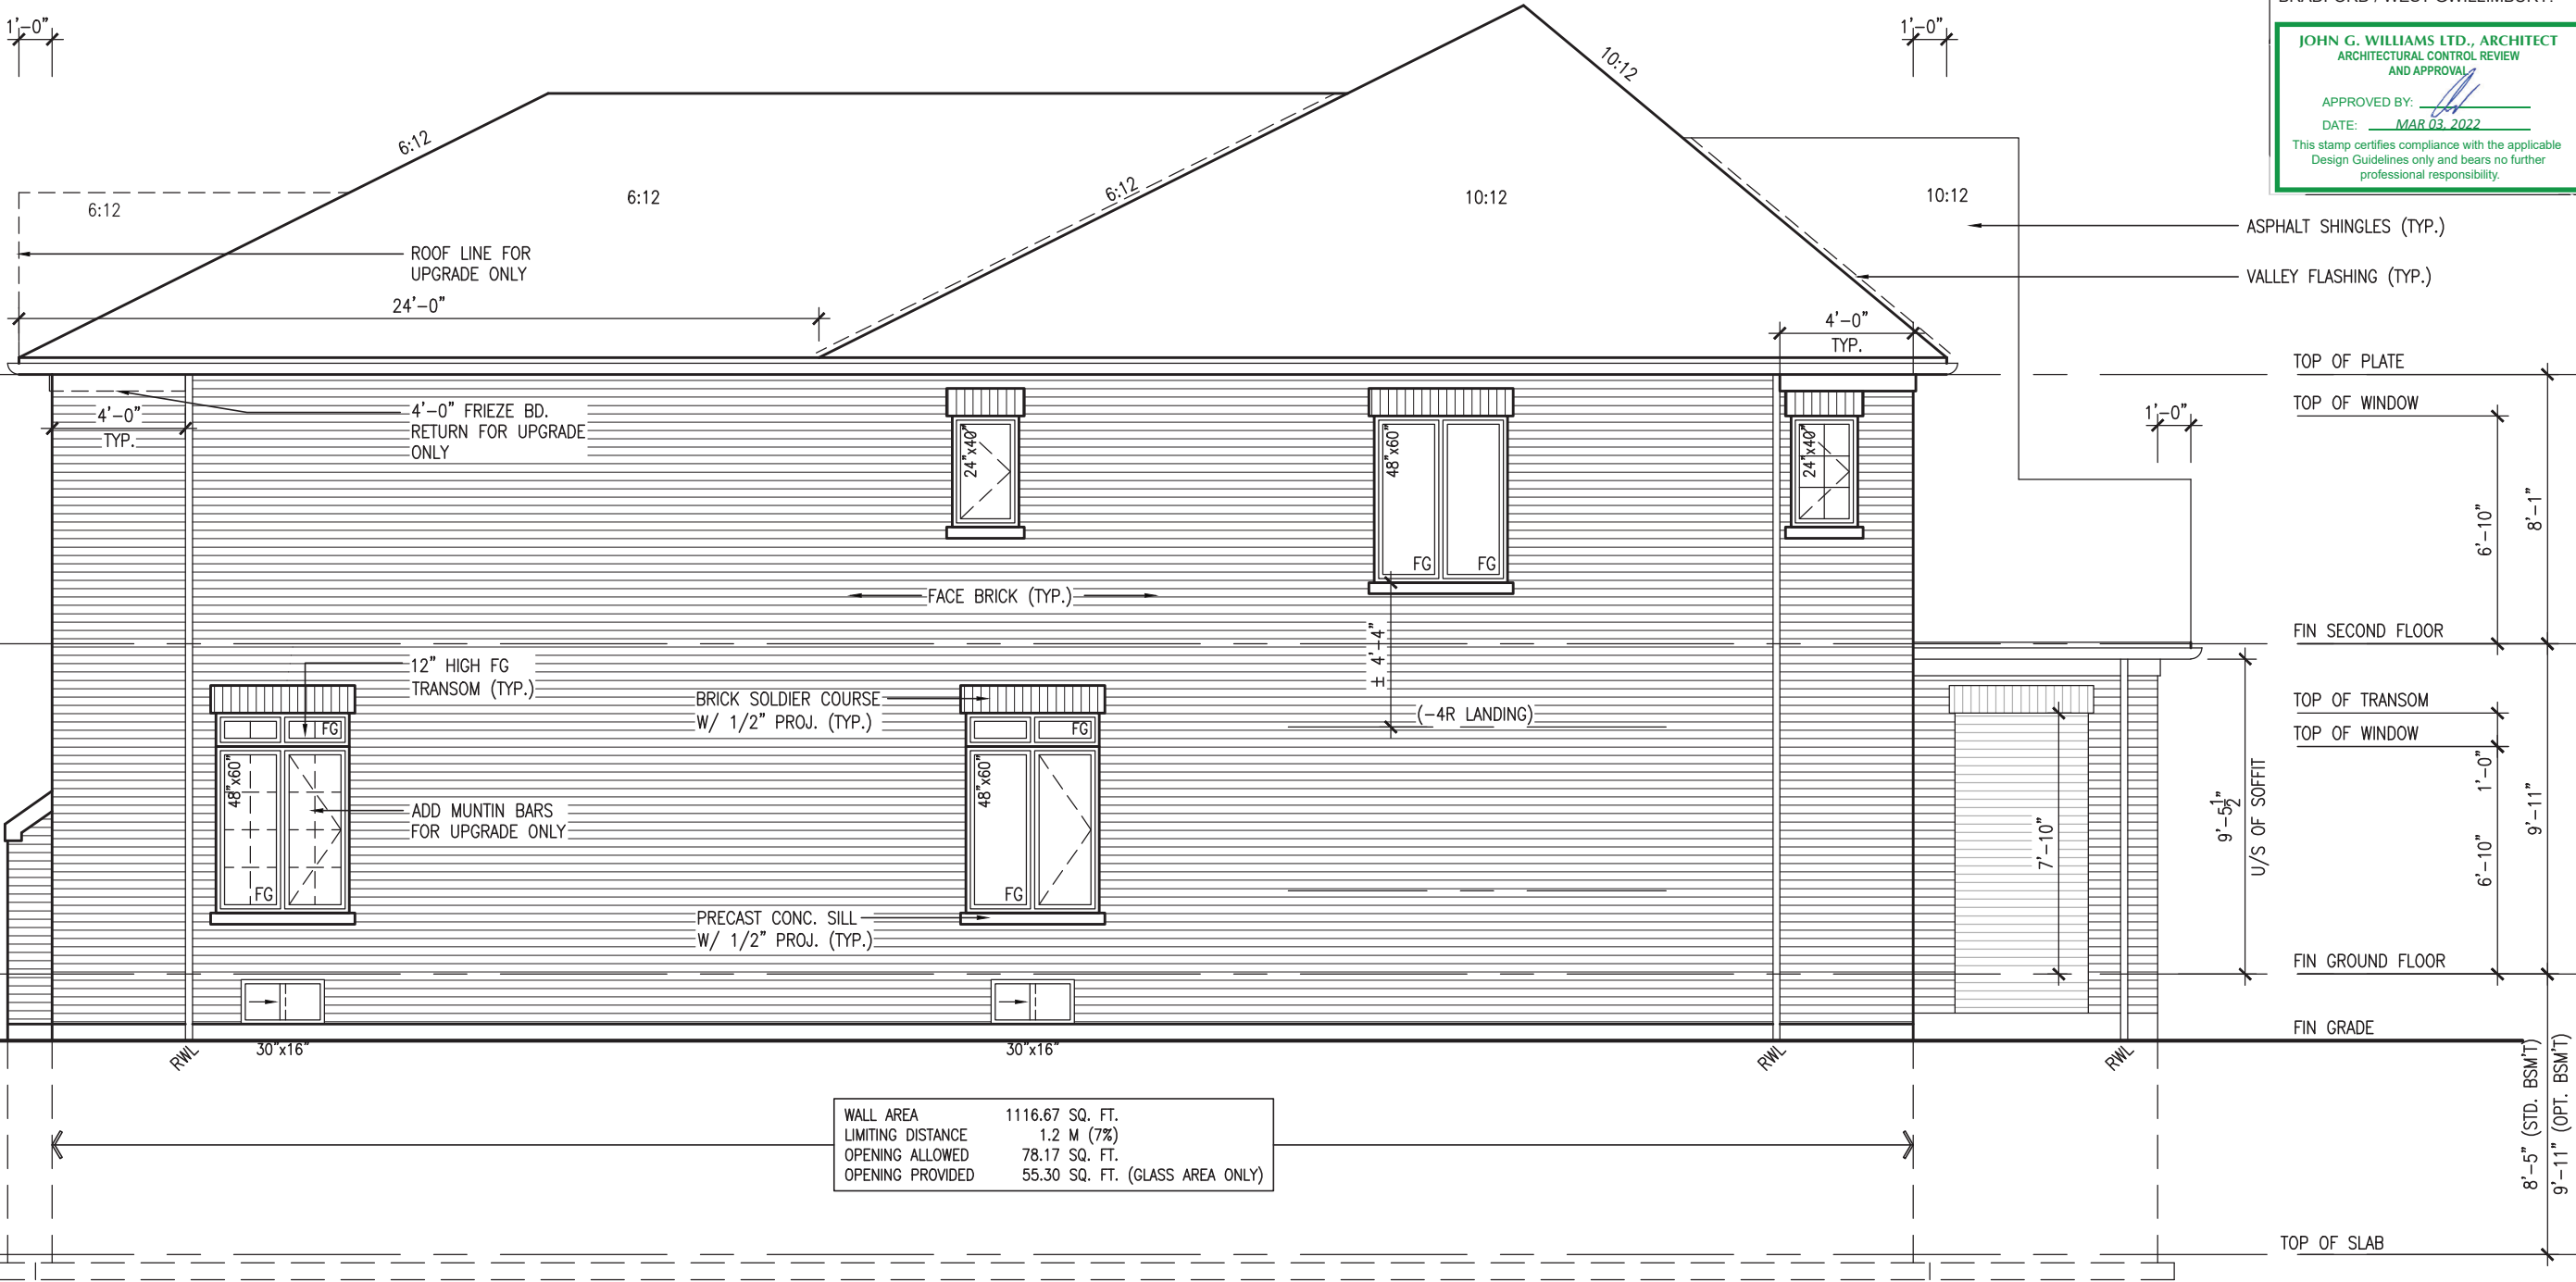 1'-0"
1'-0"
JOHN G. WILLIAMS LTD., ARCHITECT
ARCHITECTURAL CONTROL REVIEW
AND APPROVAL
APPROVED BY:
DATE: MAR 03, 2022
This stamp certifies compliance with the applicable
Design Guidelines only and bears no further
professional responsibility.
10:12
6:12
6:12
6:12
6:12
10:12
10:12
ASPHALT SHINGLES (TYP.)
ROOF LINE FOR
UPGRADE ONLY
VALLEY FLASHING (TYP.)
24'-0"
4'-0"
TYP.
TOP OF PLATE
4'-0"
TYP.
4'-0" FRIEZE BD.
RETURN FOR UPGRADE
ONLY
24"x40"
48"x60"
FG
FG
24"x40"
1'-0"
TOP OF WINDOW
6'-10"
8'-1"
FACE BRICK (TYP.)
± 4'-4"
FIN SECOND FLOOR
12" HIGH FG
TRANSOM (TYP.)
BRICK SOLDIER COURSE
W/ 1/2" PROJ. (TYP.)
(-4R LANDING)
TOP OF TRANSOM
TOP OF WINDOW
FG
FG
48"x60"
48"x60"
ADD MUNTIN BARS
FOR UPGRADE ONLY
FG
FG
7'-10"
9'-5 1/2"
U/S OF SOFFIT
1'-0"
6'-10"
9'-11"
PRECAST CONC. SILL
W/ 1/2" PROJ. (TYP.)
FIN GROUND FLOOR
FIN GRADE
RWL
30"x16"
30"x16"
RWL
RWL
WALL AREA 1116.67 SQ. FT.
LIMITING DISTANCE 1.2 M (7%)
OPENING ALLOWED 78.17 SQ. FT.
OPENING PROVIDED 55.30 SQ. FT. (GLASS AREA ONLY)
8'-5" (STD. BSM'T)
9'-11" (OPT. BSM'T)
TOP OF SLAB